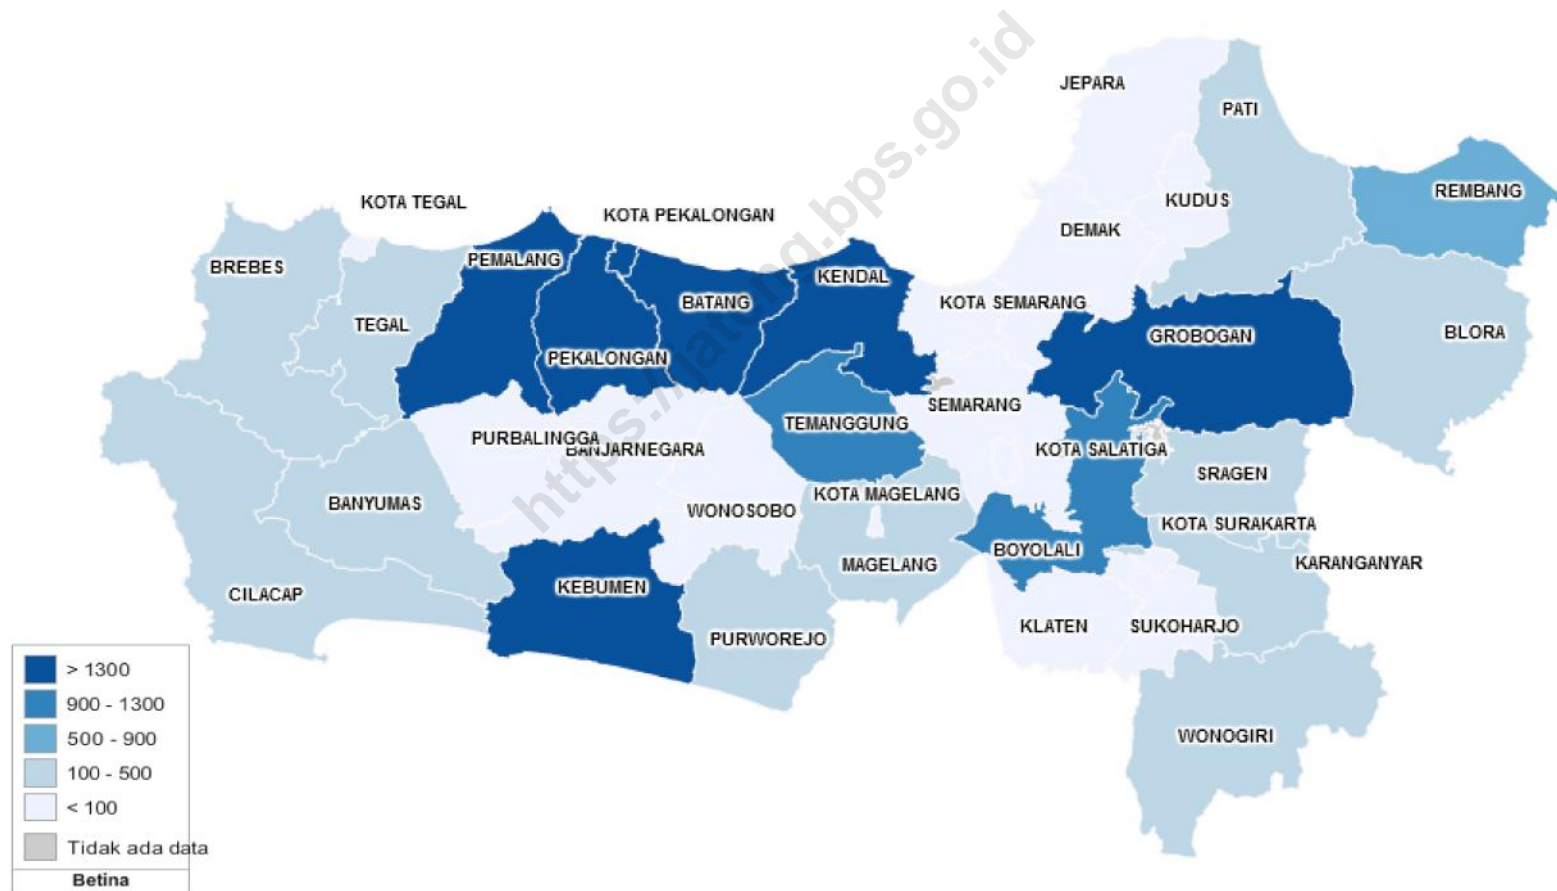 https://jateng.bps.go.id
JEPARA
PATI
KOTA TEGAL
KOTA PEKALONGAN
KUDUS
REMBANG
DEMAK
BREBES
PEMALANG
KENDAL
BATANG
KOTA SEMARANG
TEGAL
PEKALONGAN
GROBOGAN
BLORA
SEMARANG
TEMANGGUNG
PURBALINGGA
BANJARNEGARA
KOTA SALATIGA
SRAGEN
BANYUMAS
KOTA MAGELANG
WONOSOBO
KOTA SURAKARTA
BOYOLALI
MAGELANG
KARANGANYAR
KEBUMEN
CILACAP
KLATEN
SUKOHARJO
PURWOREJO
WONOGIRI
> 1300
900 - 1300
500 - 900
100 - 500
< 100
Tidak ada data
Betina